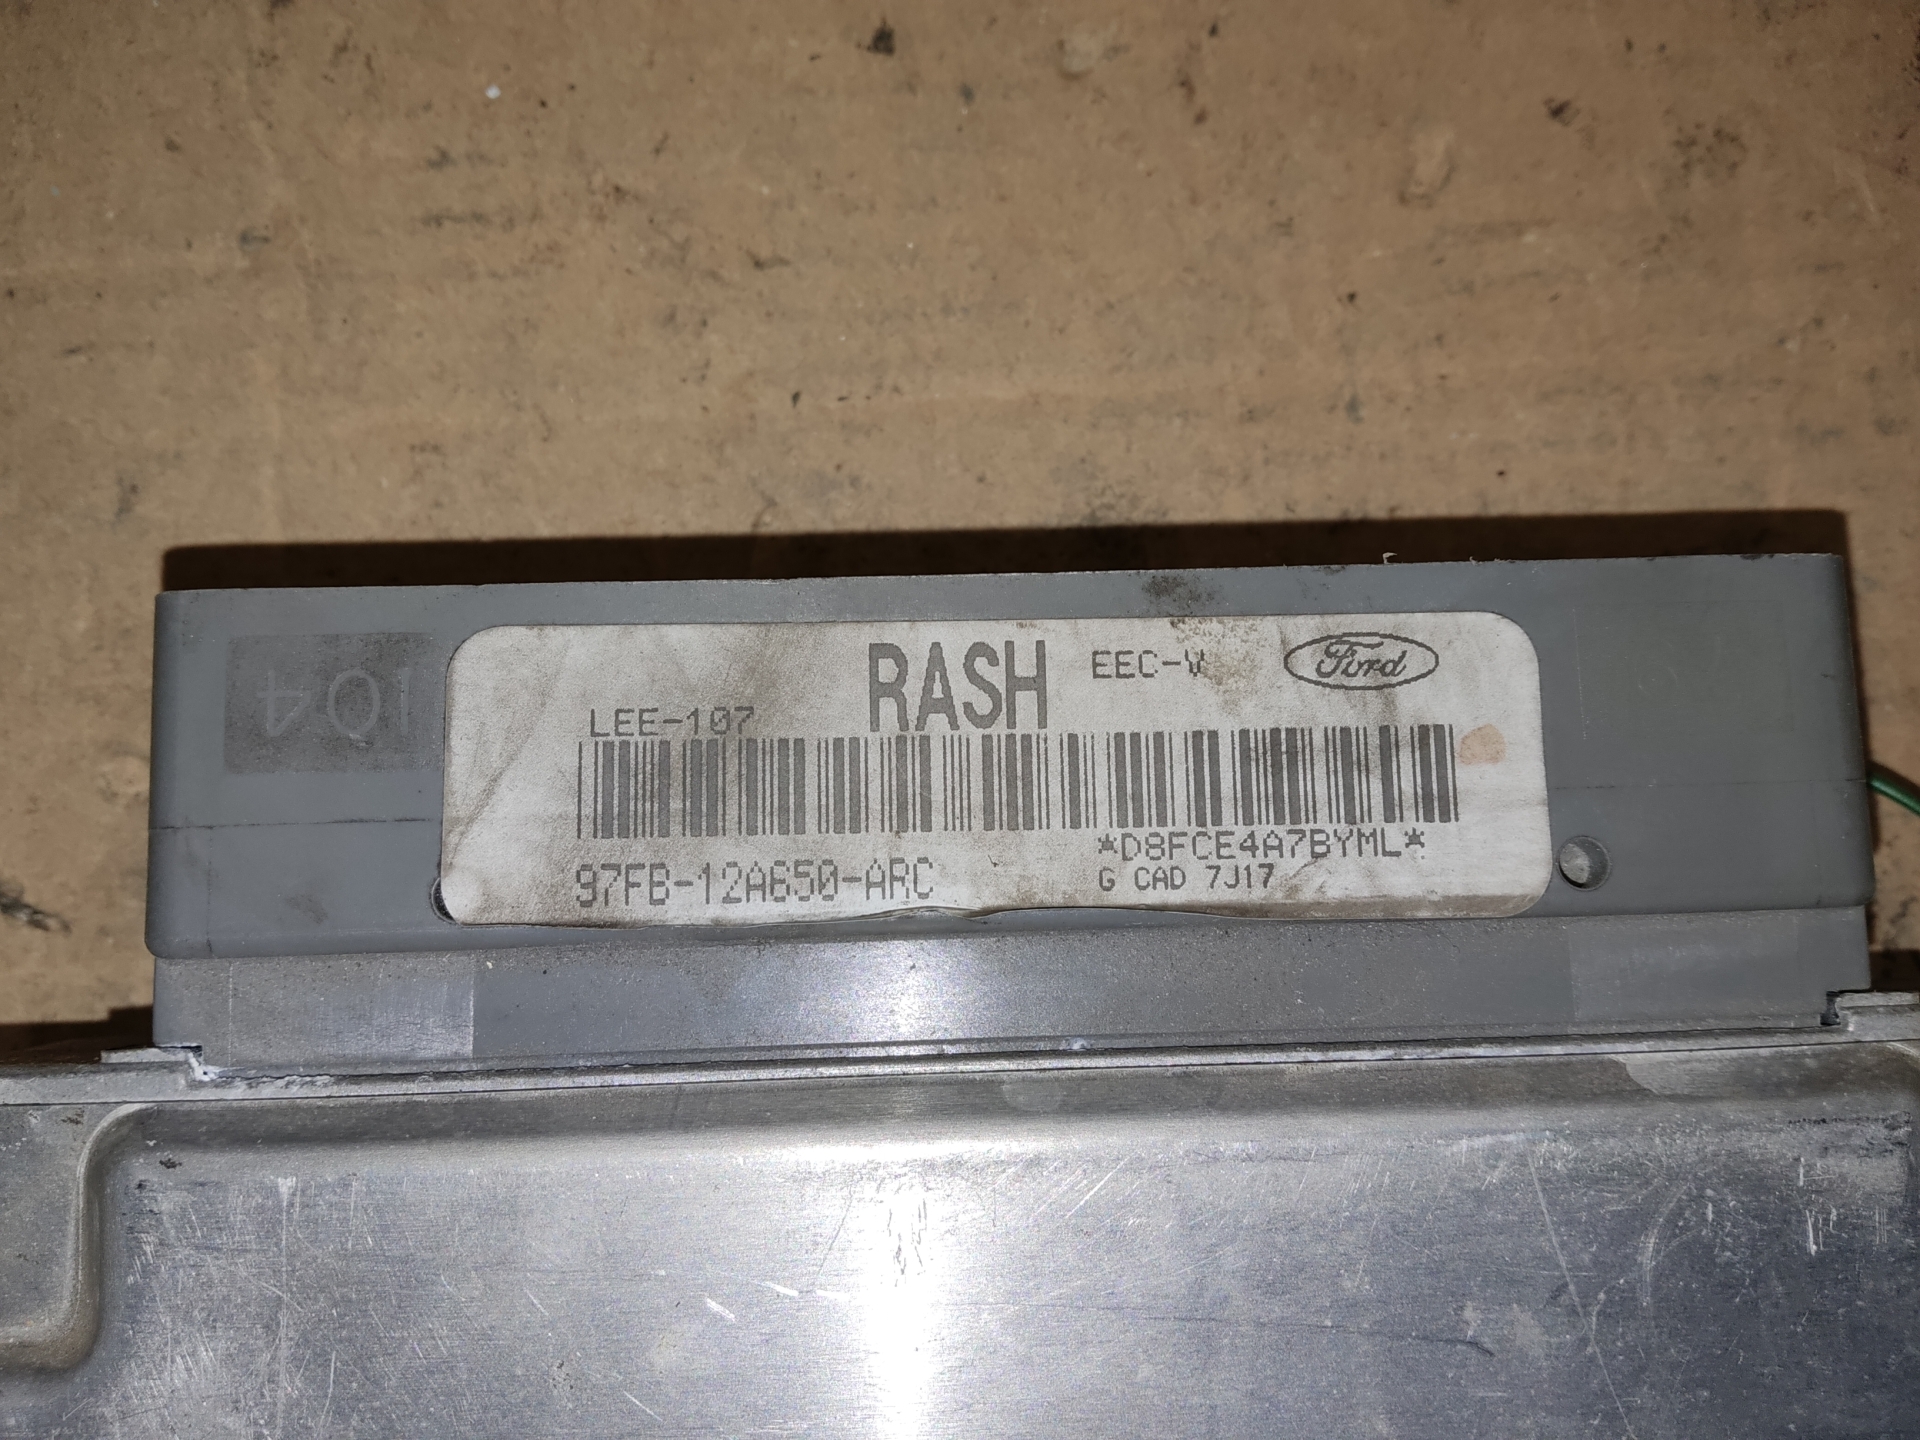 104
RASH EEC-V Ford
LEE-107
*D8FCE4A7BYML*
97FB-12A650-ARC G CAD 7J17